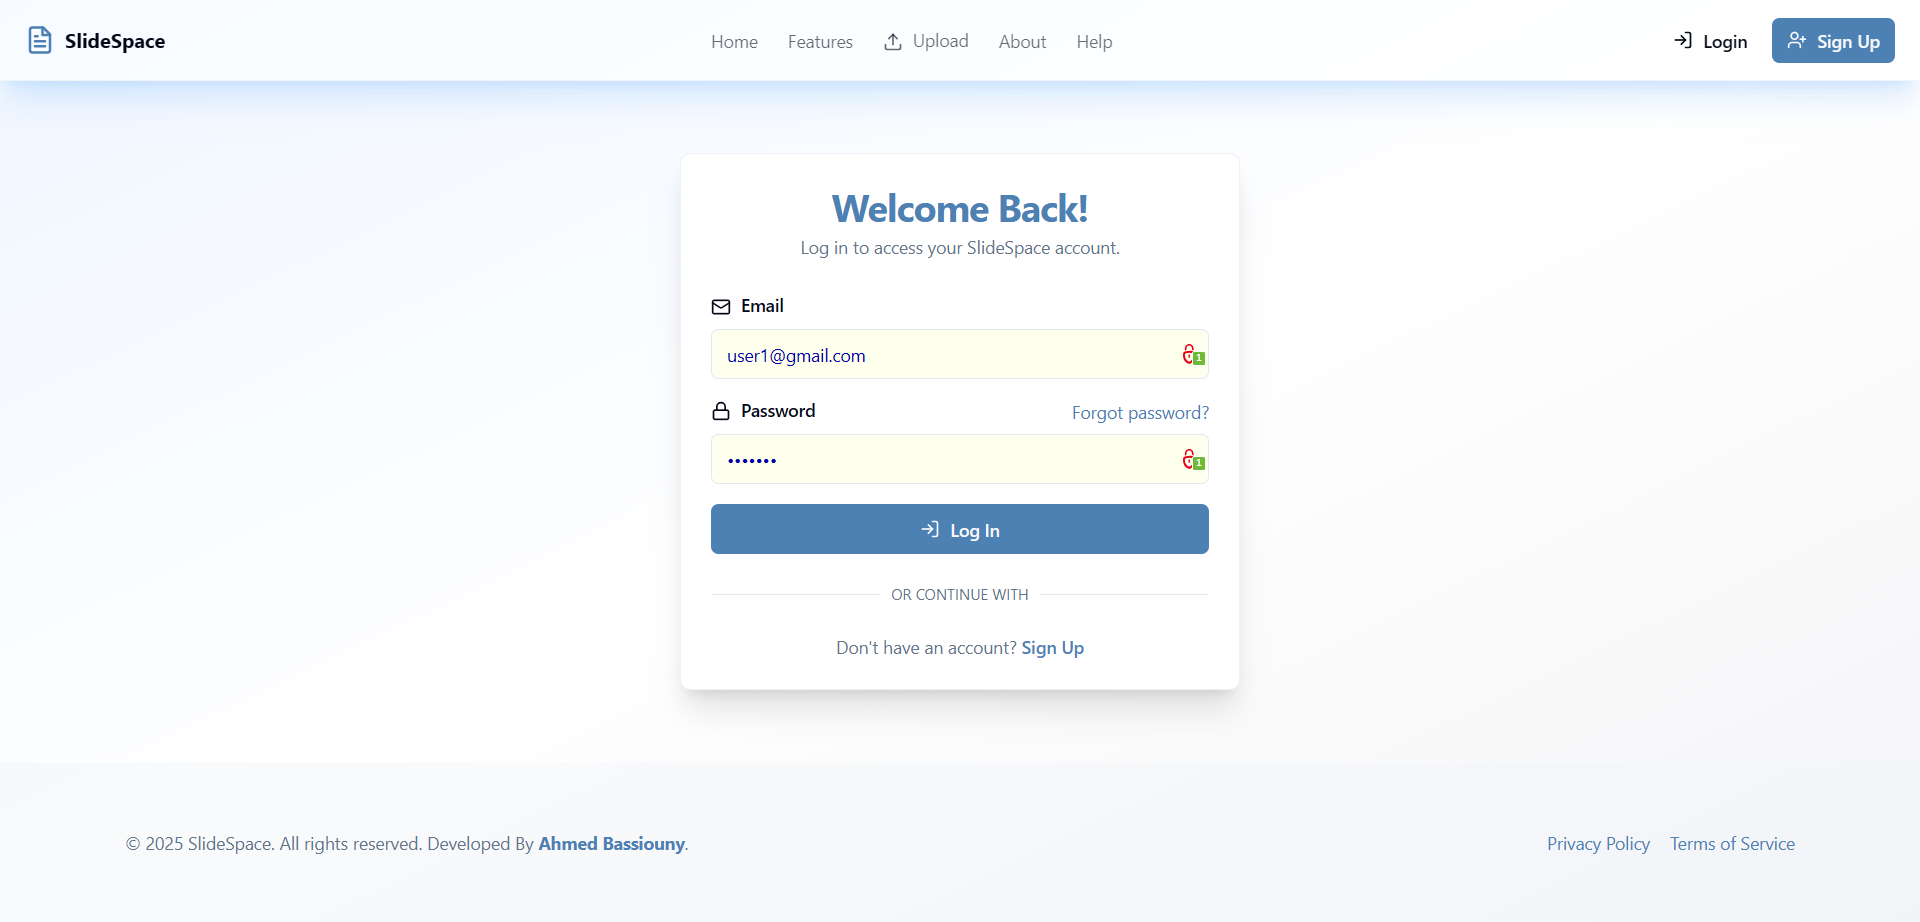 SlideSpace
Home Features Upload About Help
Login Sign Up
Welcome Back!
Log in to access your SlideSpace account.
Email
user1@gmail.com
1
Password Forgot password?
•••••••
1
Log In
OR CONTINUE WITH
Don't have an account? Sign Up
© 2025 SlideSpace. All rights reserved. Developed By Ahmed Bassiouny.
Privacy Policy Terms of Service